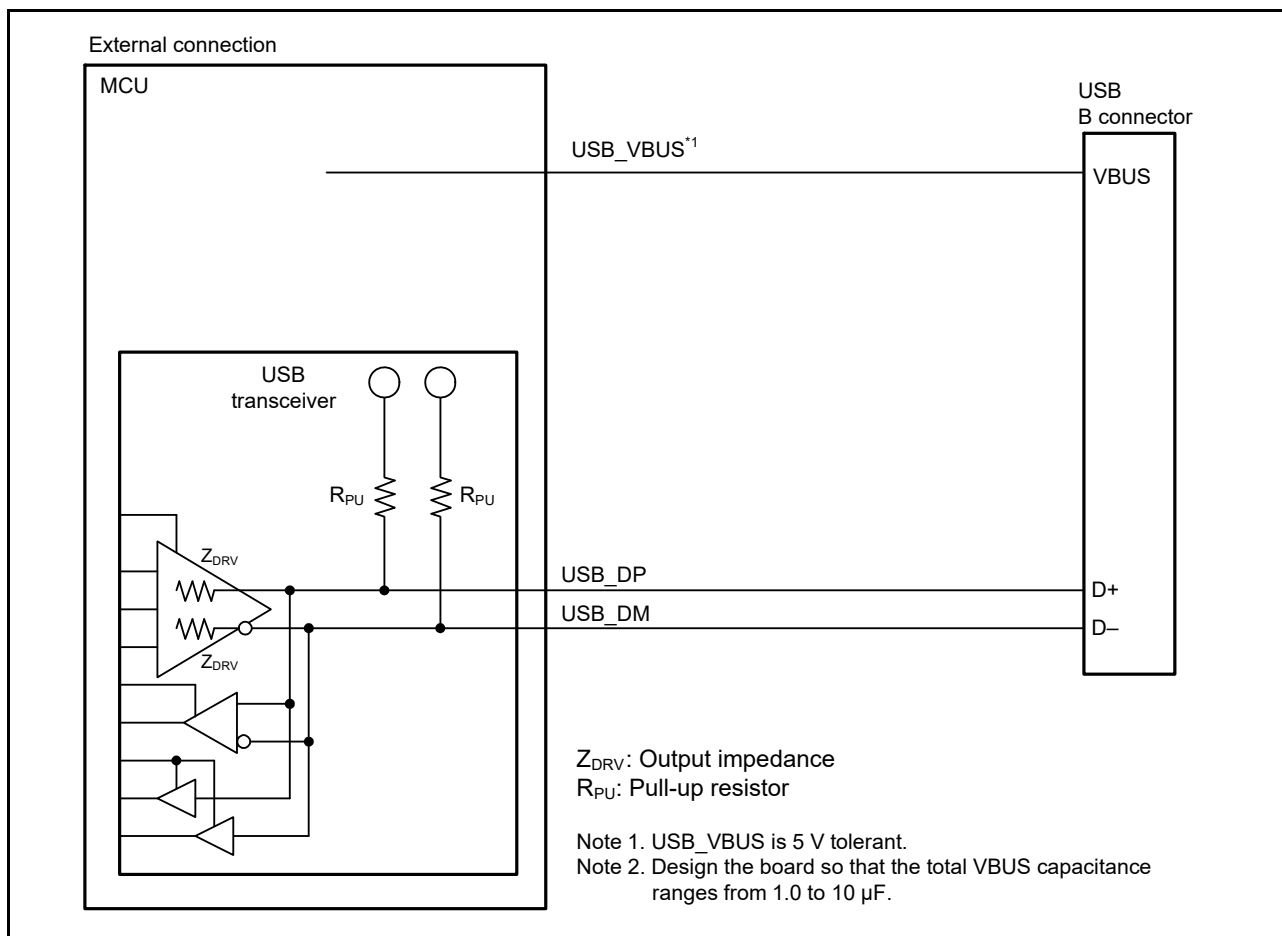 External connection
MCU
USB
B connector
USB_VBUS*1
VBUS
USB
transceiver
RPU
RPU
ZDRV
USB_DP
D+
USB_DM
D–
ZDRV
ZDRV: Output impedance
RPU: Pull-up resistor
Note 1. USB_VBUS is 5 V tolerant.
Note 2. Design the board so that the total VBUS capacitance
ranges from 1.0 to 10 µF.